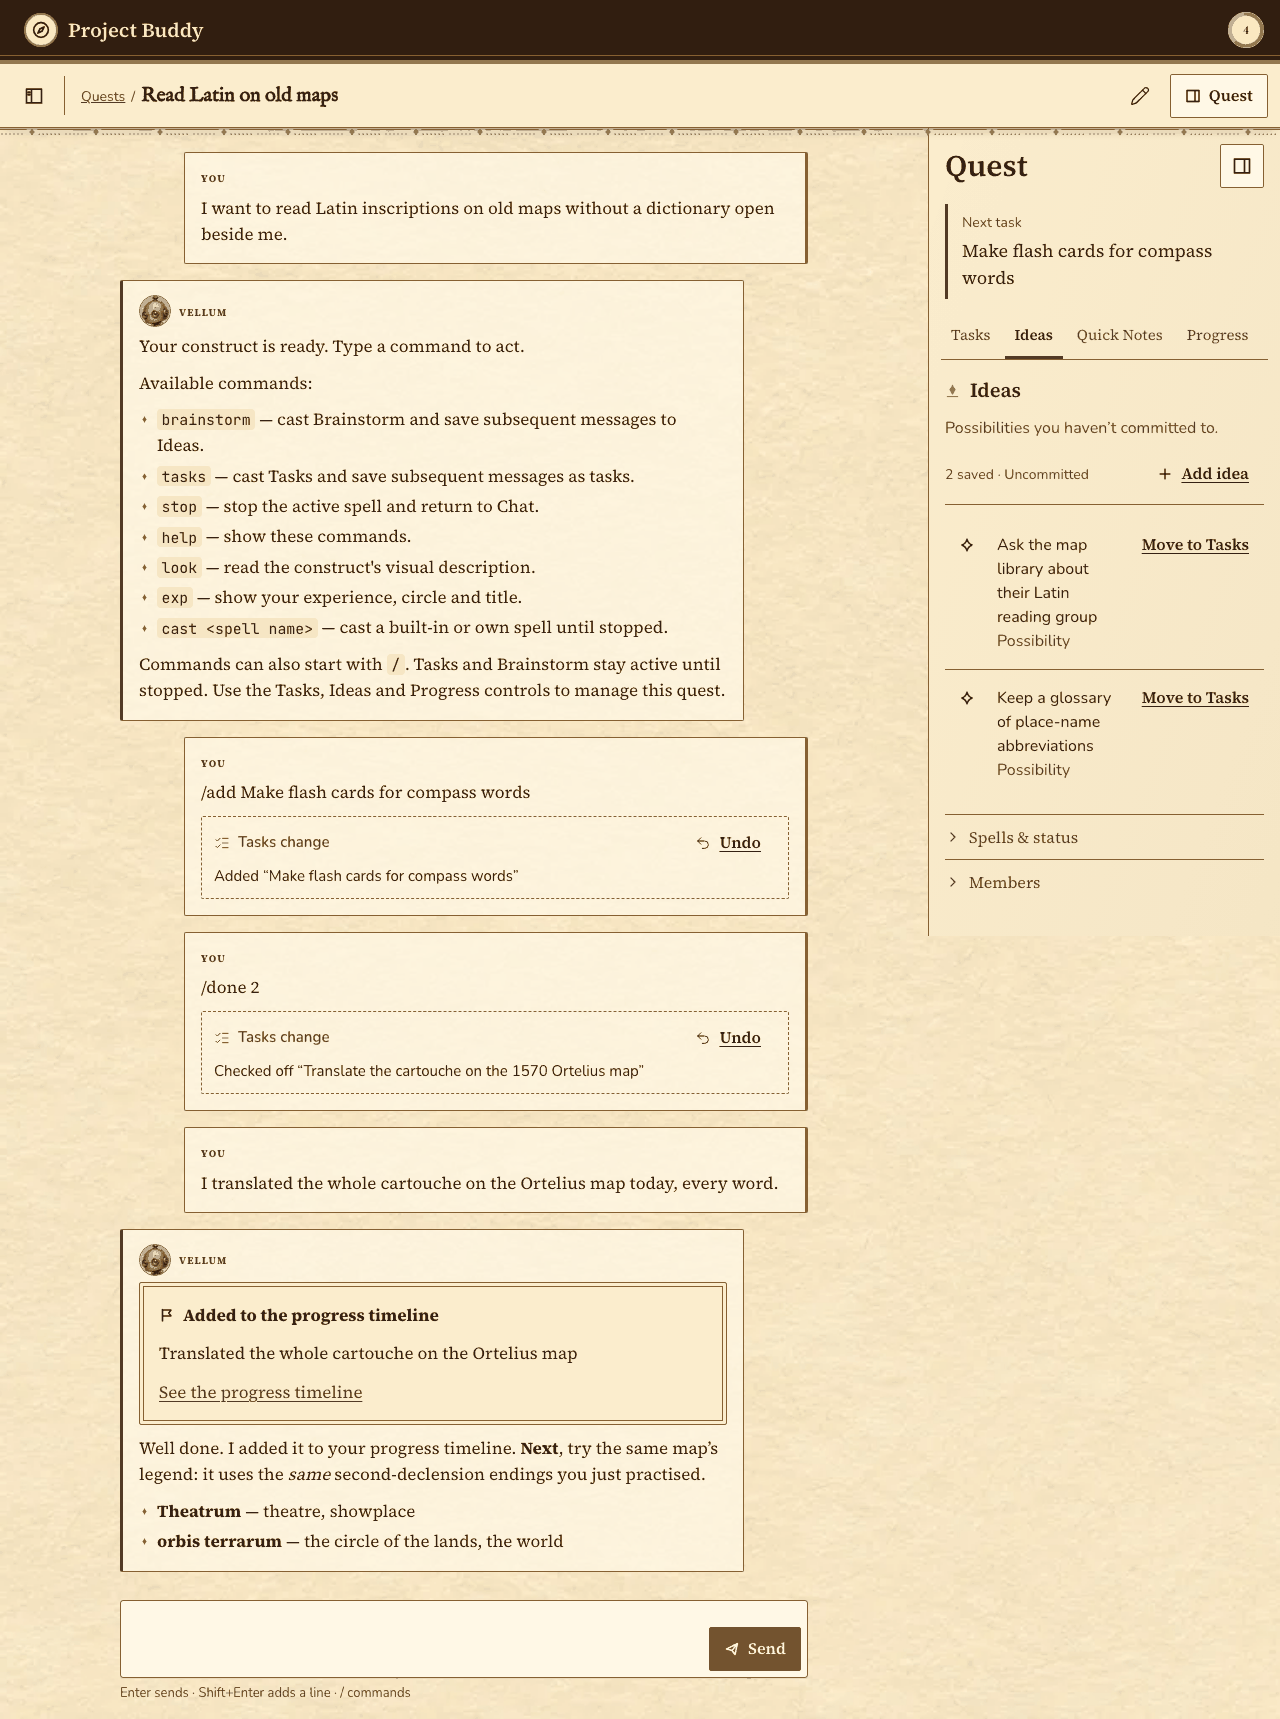 Project Buddy
4
Quests / Read Latin on old maps
Quest
YOU
I want to read Latin inscriptions on old maps without a dictionary open
beside me.
VELLUM
Your construct is ready. Type a command to act.
Available commands:
brainstorm — cast Brainstorm and save subsequent messages to
Ideas.
tasks — cast Tasks and save subsequent messages as tasks.
stop — stop the active spell and return to Chat.
help — show these commands.
look — read the construct's visual description.
exp — show your experience, circle and title.
cast <spell name> — cast a built-in or own spell until stopped.
Commands can also start with /. Tasks and Brainstorm stay active until
stopped. Use the Tasks, Ideas and Progress controls to manage this quest.
YOU
/add Make flash cards for compass words
Tasks change
Undo
Added “Make flash cards for compass words”
YOU
/done 2
Tasks change
Undo
Checked off “Translate the cartouche on the 1570 Ortelius map”
YOU
I translated the whole cartouche on the Ortelius map today, every word.
VELLUM
Added to the progress timeline
Translated the whole cartouche on the Ortelius map
See the progress timeline
Well done. I added it to your progress timeline. Next, try the same map’s
legend: it uses the same second-declension endings you just practised.
Theatrum — theatre, showplace
orbis terrarum — the circle of the lands, the world
Send
Enter sends · Shift+Enter adds a line · / commands
Quest
Next task
Make flash cards for compass
words
Tasks Ideas Quick Notes Progress
Ideas
Possibilities you haven’t committed to.
2 saved · Uncommitted
Add idea
Ask the map
library about
their Latin
reading group
Possibility
Move to Tasks
Keep a glossary
of place-name
abbreviations
Possibility
Move to Tasks
Spells & status
Members